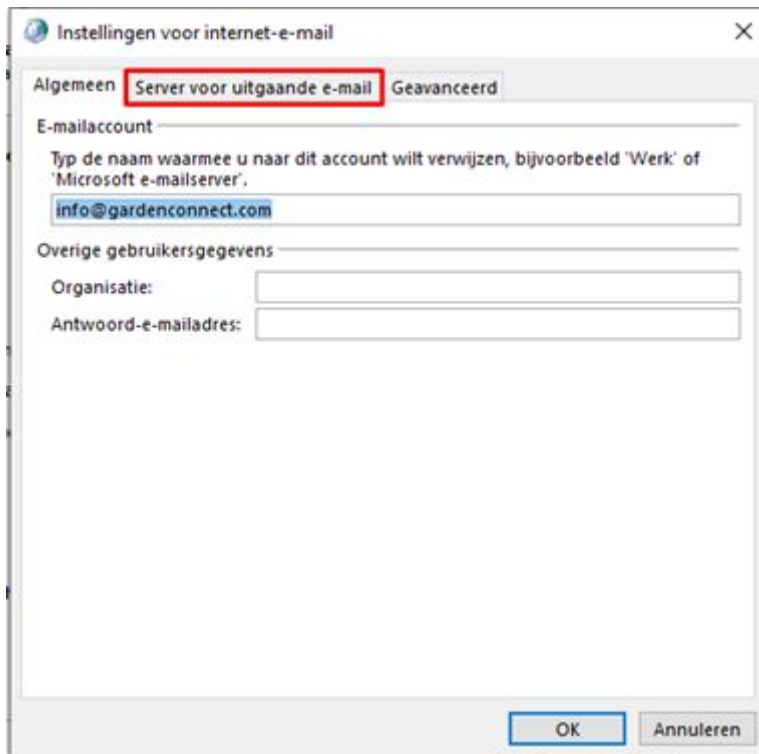 Instellingen voor internet-e-mail
Algemeen Server voor uitgaande e-mail Geavanceerd
E-mailaccount
Typ de naam waarmee u naar dit account wilt verwijzen, bijvoorbeeld 'Werk' of
'Microsoft e-mailserver'.
info@gardenconnect.com
Overige gebruikersgegevens
Organisatie:
Antwoord-e-mailadres:
OK Annuleren